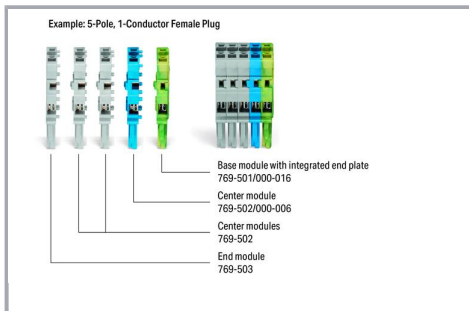 Example: 5-Pole, 1-Conductor Female Plug
Base module with integrated end plate
769-501/000-016
Center module
769-502/000-006
Center modules
769-502
End module
769-503